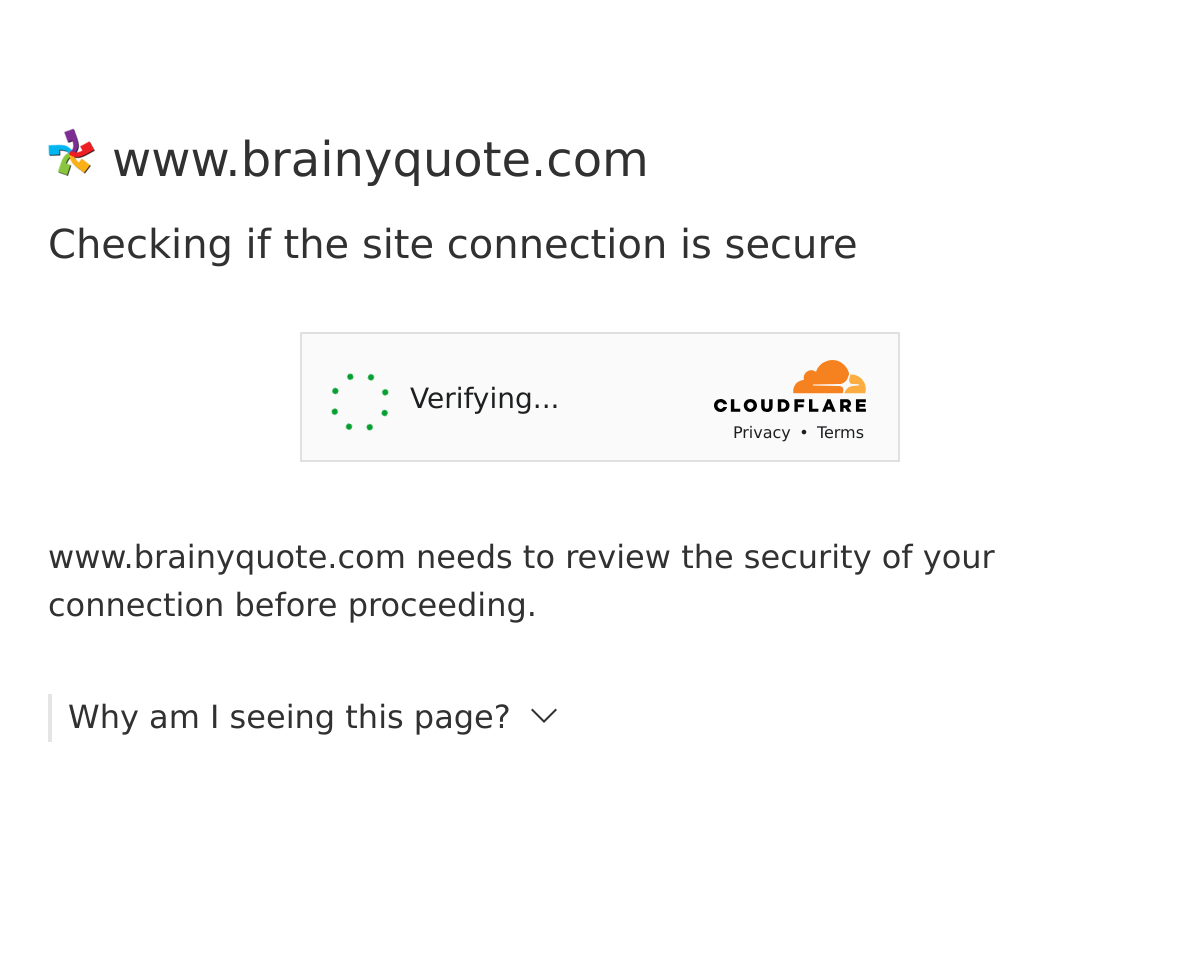 www.brainyquote.com
Checking if the site connection is secure
Verifying...
CLOUDFLARE
Privacy • Terms
www.brainyquote.com needs to review the security of your
connection before proceeding.
Why am I seeing this page?